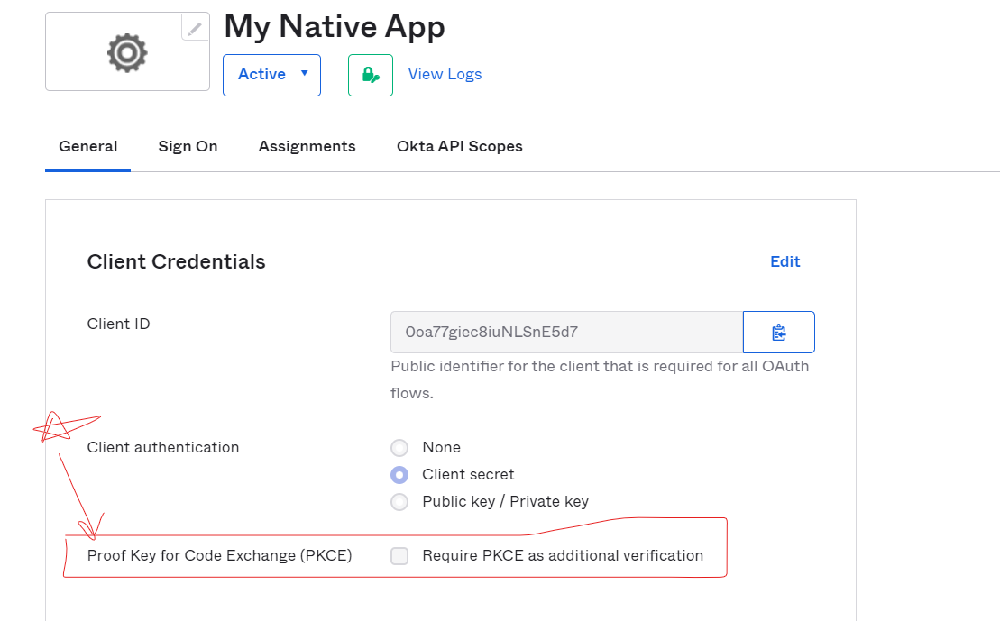 My Native App
Active
View Logs
General Sign On Assignments Okta API Scopes
Client Credentials
Edit
Client ID
0oa77giec8iuNLSnE5d7
Public identifier for the client that is required for all OAuth
flows.
Client authentication
None
Client secret
Public key / Private key
Proof Key for Code Exchange (PKCE)
Require PKCE as additional verification